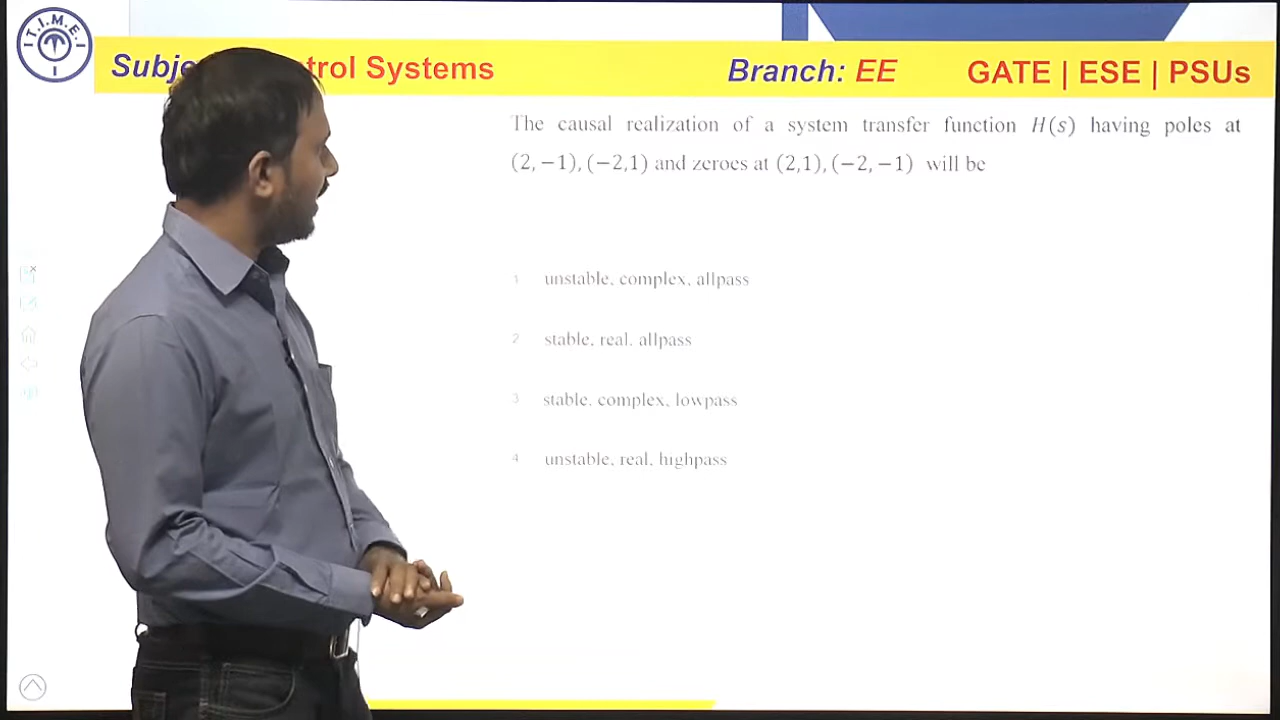 T.I.M.E.
I
Subje trol Systems
Branch: EE
GATE | ESE | PSUs
The causal realization of a system transfer function H(s) having poles at
(2, −1), (−2,1) and zeroes at (2,1), (−2, −1) will be
1 unstable, complex, allpass
2 stable, real, allpass
3 stable, complex, lowpass
4 unstable, real, highpass